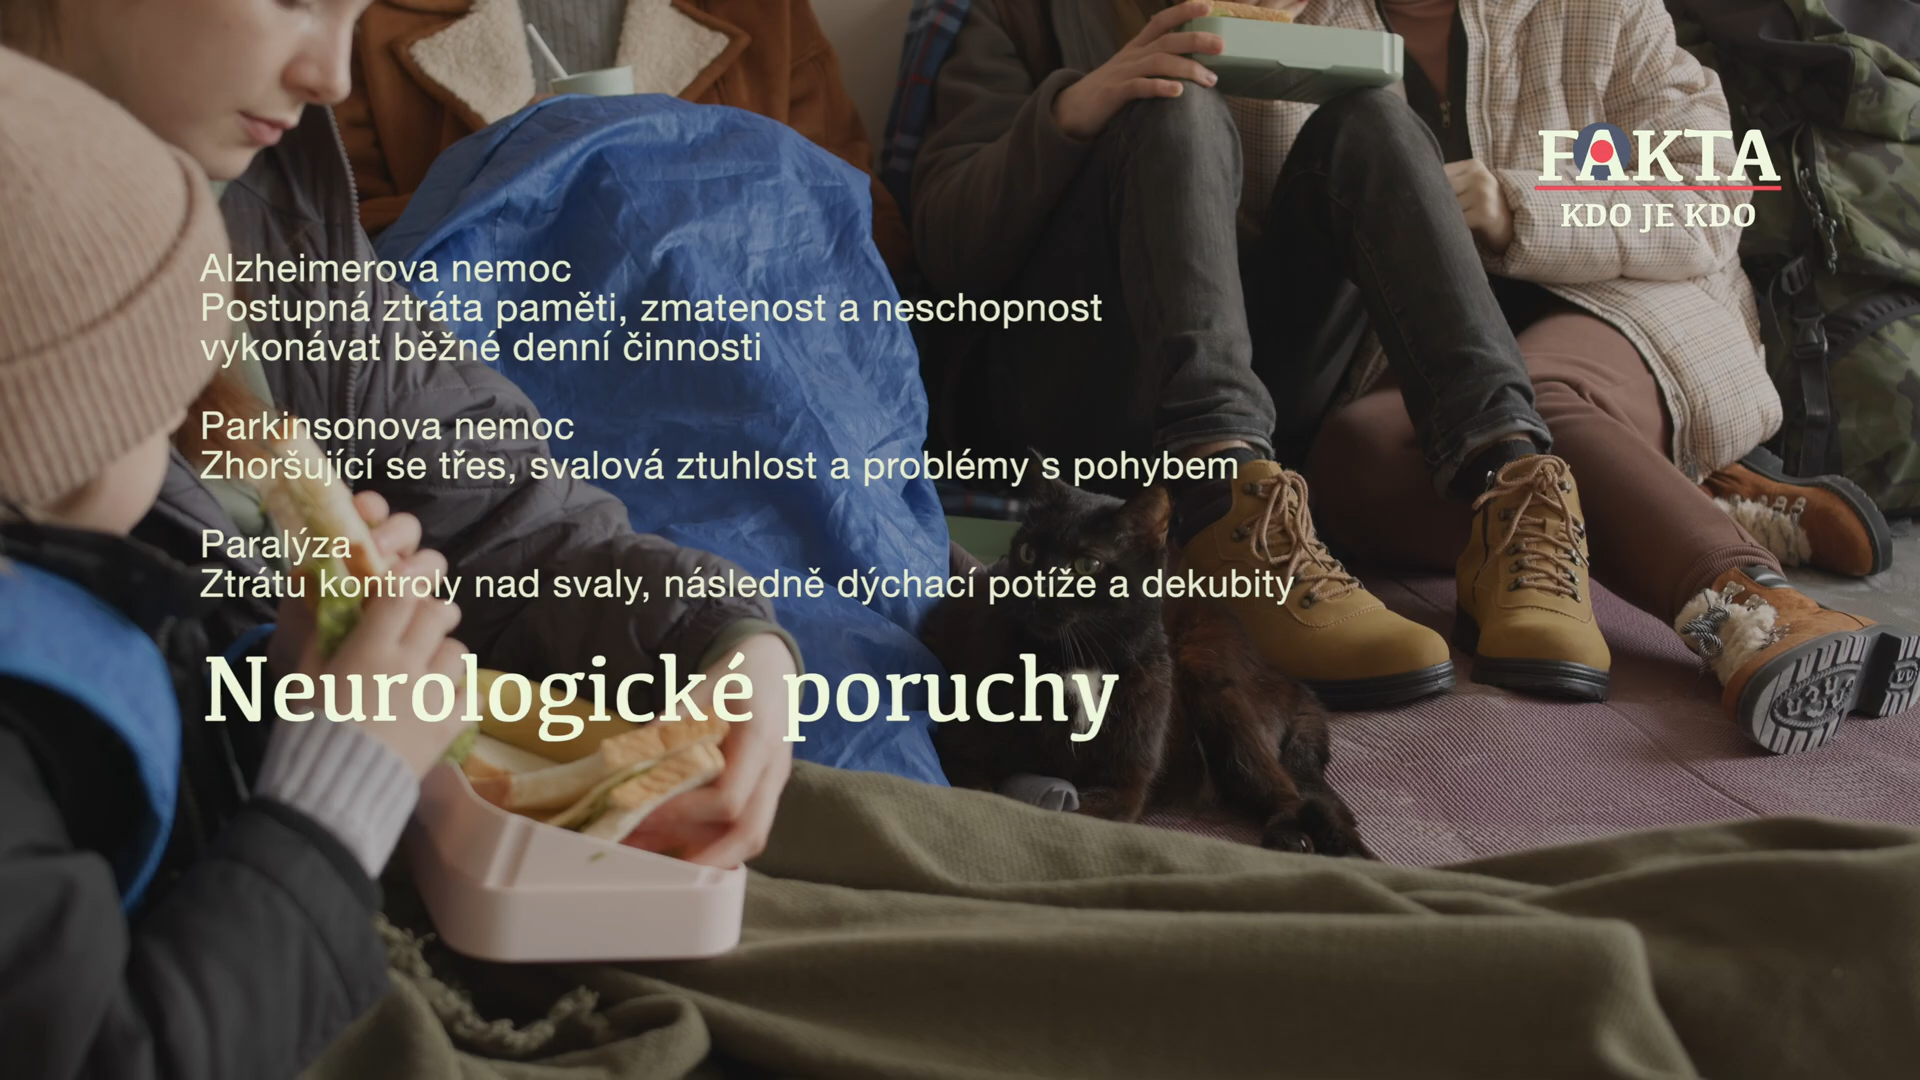 FAKTA
KDO JE KDO
Alzheimerova nemoc
Postupná ztráta paměti, zmatenost a neschopnost
vykonávat běžné denní činnosti
Parkinsonova nemoc
Zhoršující se třes, svalová ztuhlost a problémy s pohybem
Paralýza
Ztrátu kontroly nad svaly, následně dýchací potíže a dekubity
Neurologické poruchy